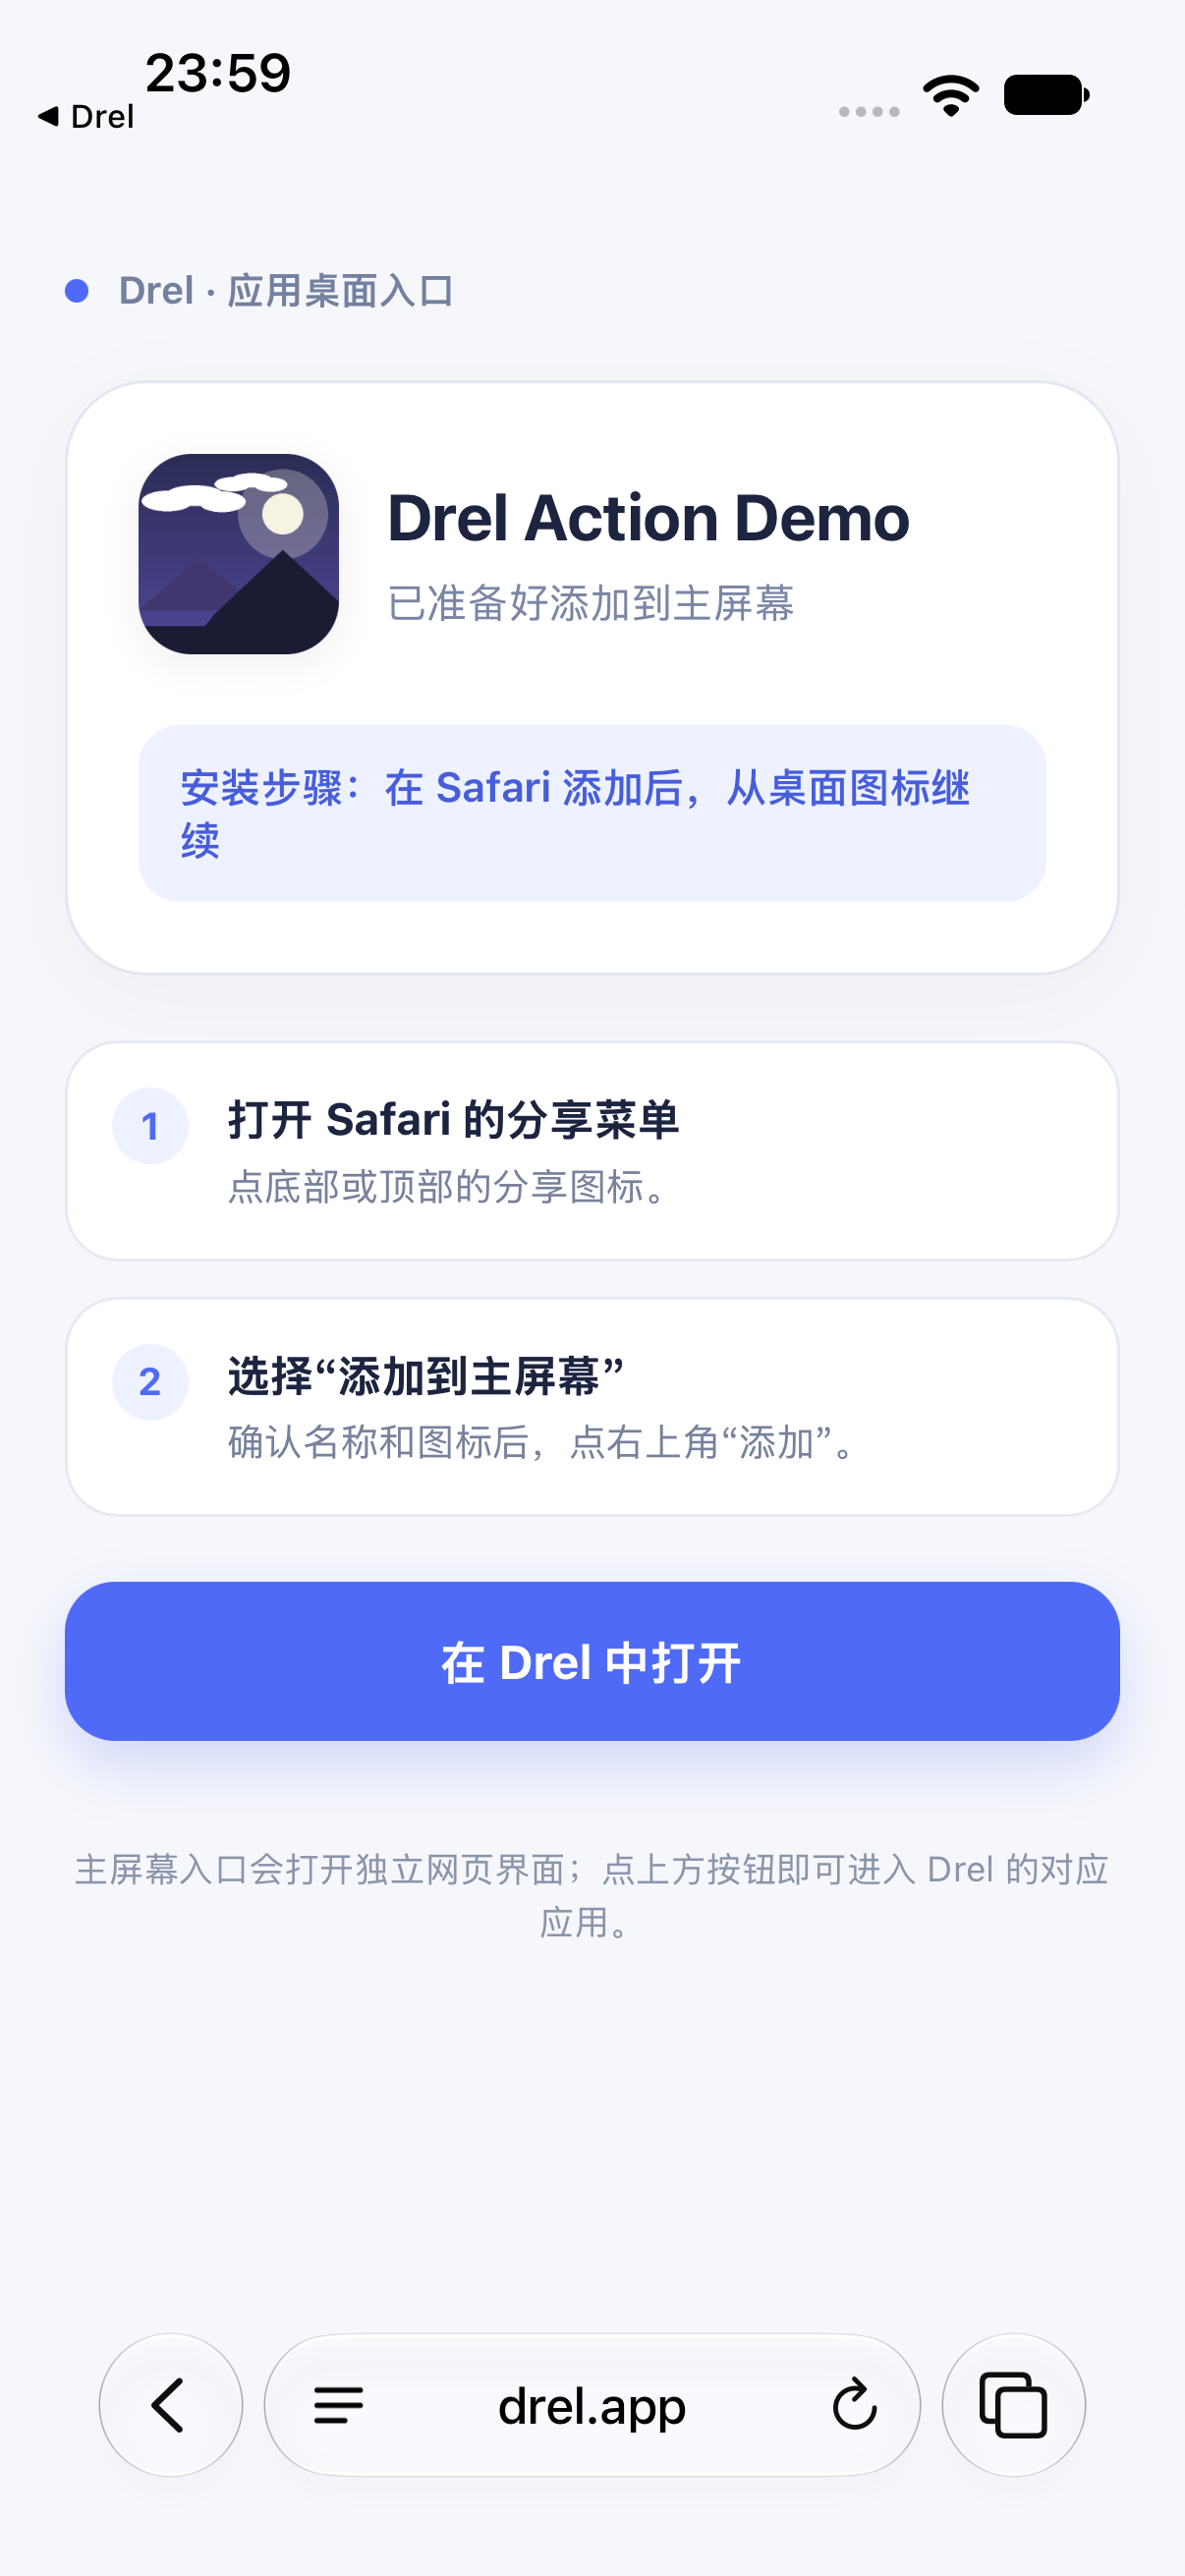 23:59
◀ Drel
Drel · 应用桌面入口
Drel Action Demo
已准备好添加到主屏幕
安装步骤：在 Safari 添加后，从桌面图标继
续
1
打开 Safari 的分享菜单
点底部或顶部的分享图标。
2
选择“添加到主屏幕”
确认名称和图标后，点右上角“添加”。
在 Drel 中打开
主屏幕入口会打开独立网页界面；点上方按钮即可进入 Drel 的对应
应用。
drel.app